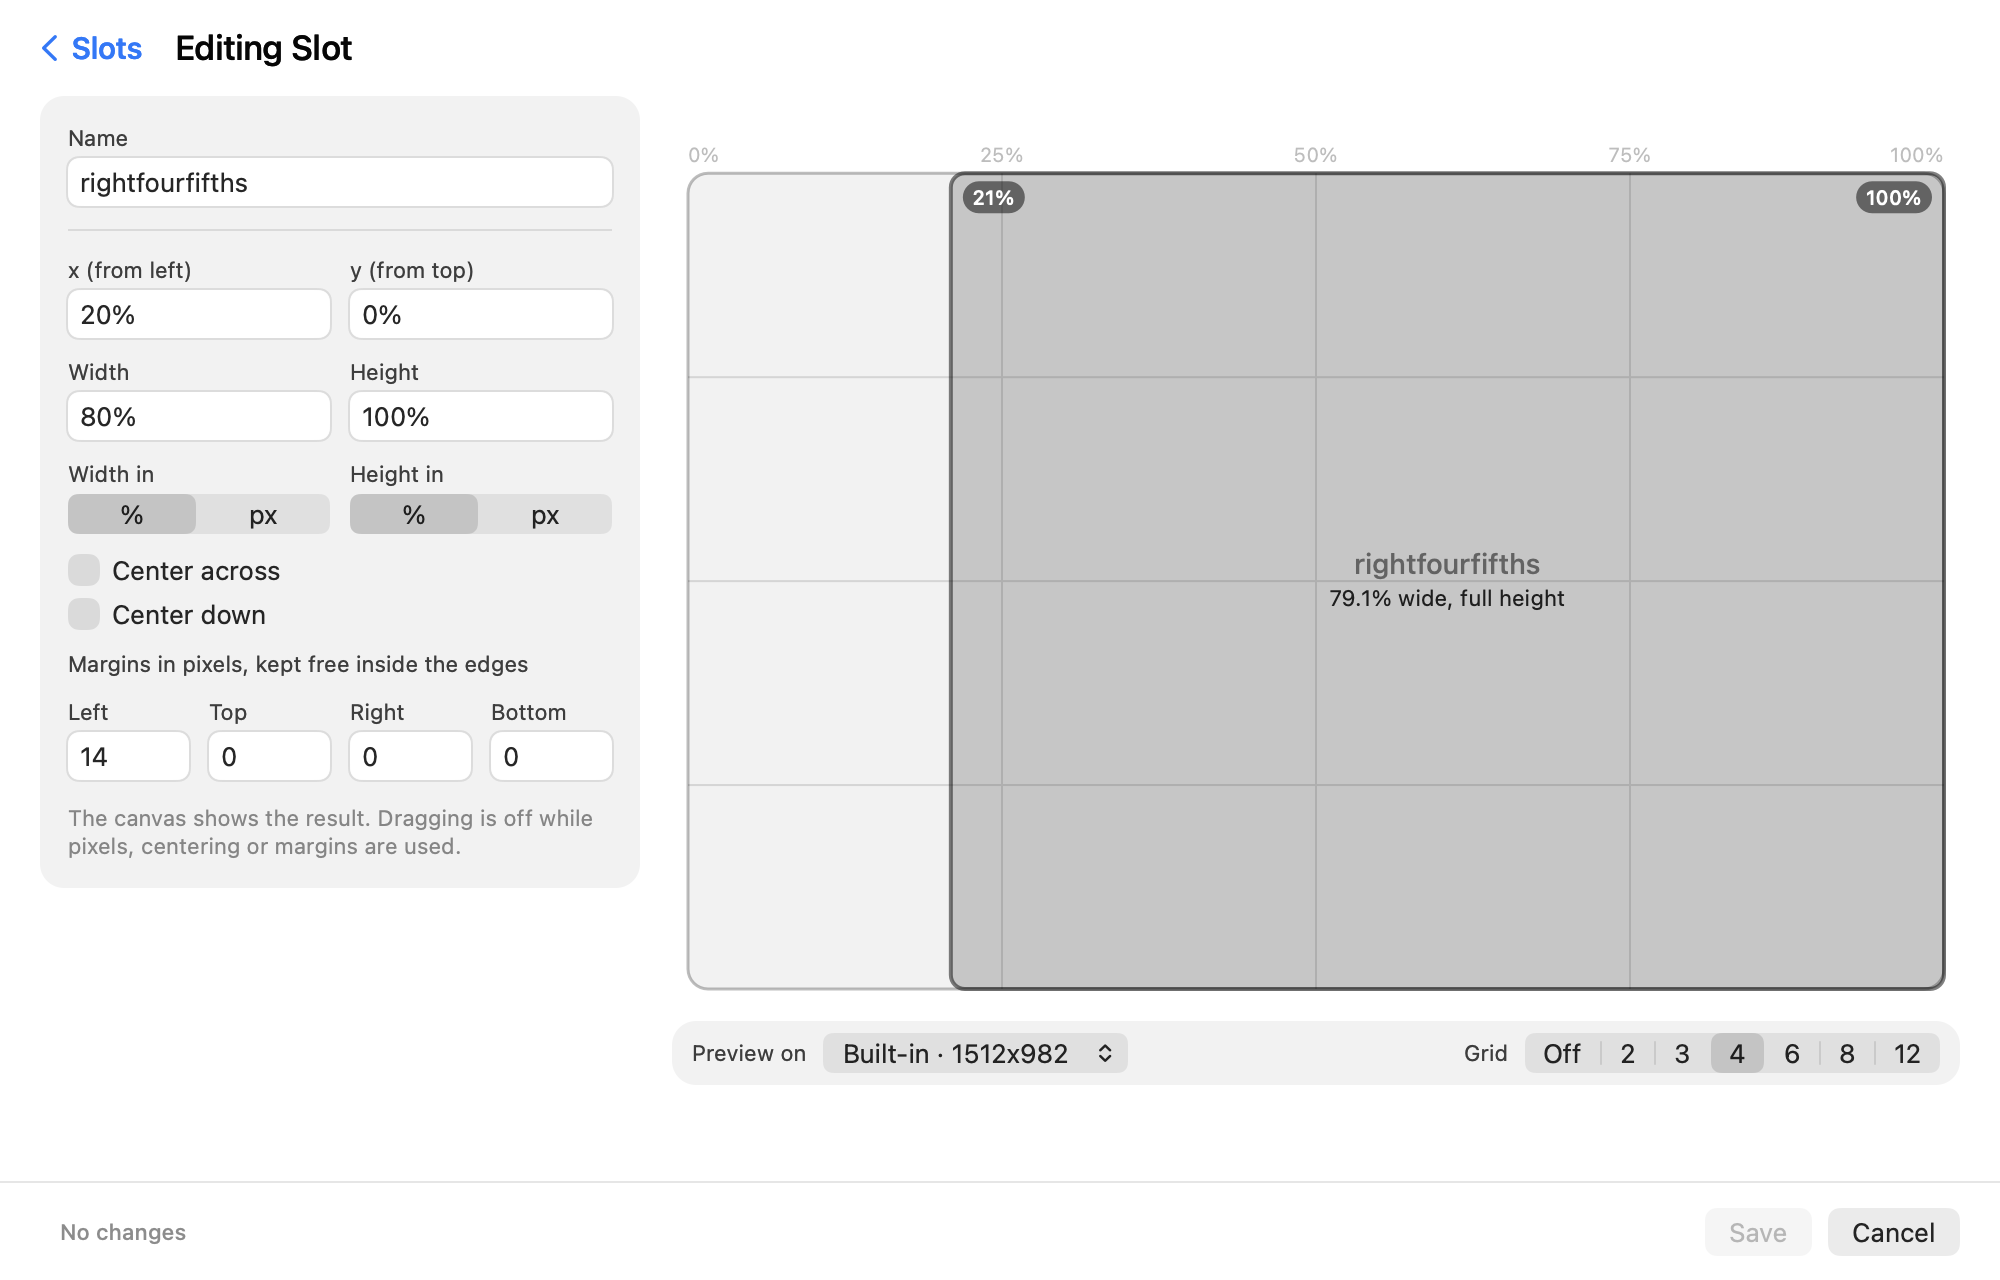 Slots
Editing Slot
Name
rightfourfifths
x (from left)
y (from top)
20%
0%
Width
Height
80%
100%
Width in
Height in
%
px
%
px
Center across
Center down
Margins in pixels, kept free inside the edges
Left
Top
Right
Bottom
14
0
0
0
The canvas shows the result. Dragging is off while
pixels, centering or margins are used.
0%
25%
50%
75%
100%
21%
100%
rightfourfifths
79.1% wide, full height
Preview on
Built-in · 1512x982
Grid
Off
2
3
4
6
8
12
No changes
Save
Cancel